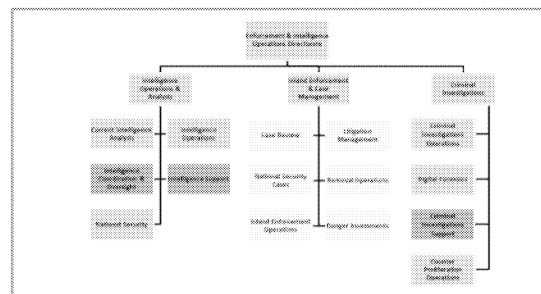 Enforcement & Intelligence
Operations Directorate
Intelligence
Operations &
Analysis
Inland Enforcement
& Case
Management
Criminal
Investigations
Current Intelligence
Analysis
Intelligence
Operations
Intelligence
Coordination &
Oversight
Intelligence Support
National Security
Case Review
Litigation
Management
National Security
Cases
Removal Operations
Inland Enforcement
Operations
Danger Assessments
Criminal
Investigations
Operations
Digital Forensics
Criminal
Investigations
Support
Counter
Proliferation
Operations